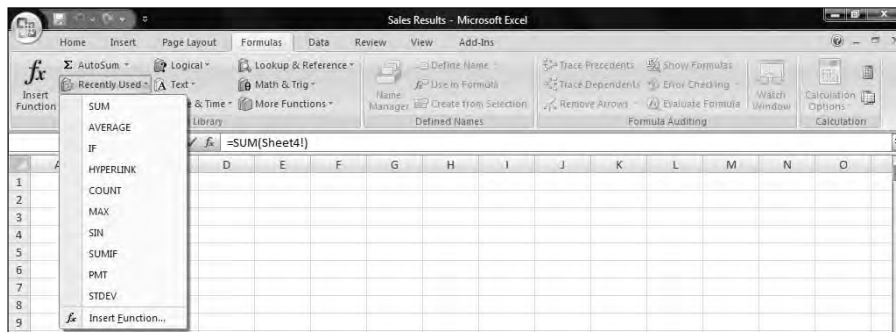 Sales Results - Microsoft Excel
Home Insert Page Layout Formulas Data Review View Add-Ins
fx Insert Function
Σ AutoSum
Recently Used
Logical
Text
& Time
Lookup & Reference
Math & Trig
More Functions
Library
Name Manager
Define Name
Use in Formula
Create from Selection
Defined Names
Trace Precedents
Trace Dependents
Remove Arrows
Show Formulas
Error Checking
Evaluate Formula
Formula Auditing
Watch Window
Calculation Options
Calculation
fx =SUM(Sheet4!)
D E F G H I J K L M N O
SUM
AVERAGE
IF
HYPERLINK
COUNT
MAX
SIN
SUMIF
PMT
STDEV
fx Insert Function...
1
2
3
4
5
6
7
8
9